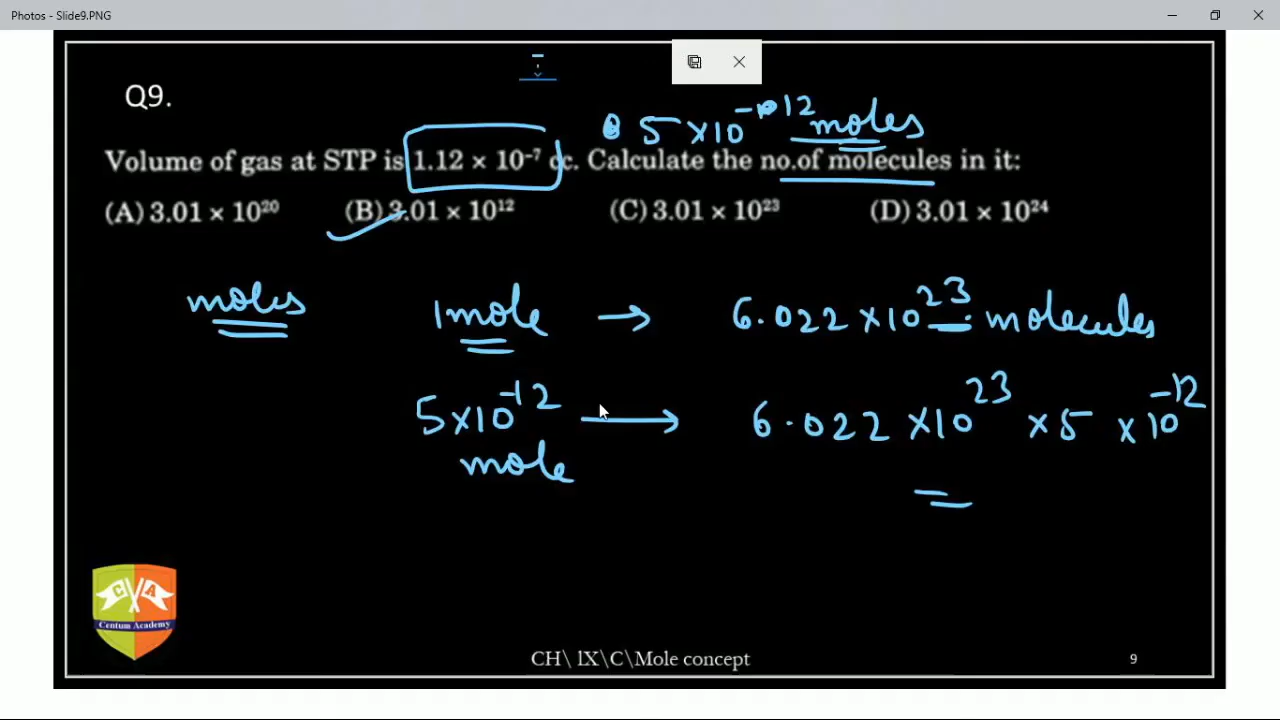 Photos - Slide9.PNG
Q9.
5×10⁻¹² moles
Volume of gas at STP is 1.12 × 10⁻⁷ cc. Calculate the no.of molecules in it:
(A) 3.01 × 10²⁰ (B) 3.01 × 10¹² (C) 3.01 × 10²³ (D) 3.01 × 10²⁴
moles 1mole → 6.022 ×10²³ molecules
5×10⁻¹² → 6.022 ×10²³ ×5 ×10⁻¹²
mole
C A
Centum Academy
CH\ lX\C\Mole concept
9